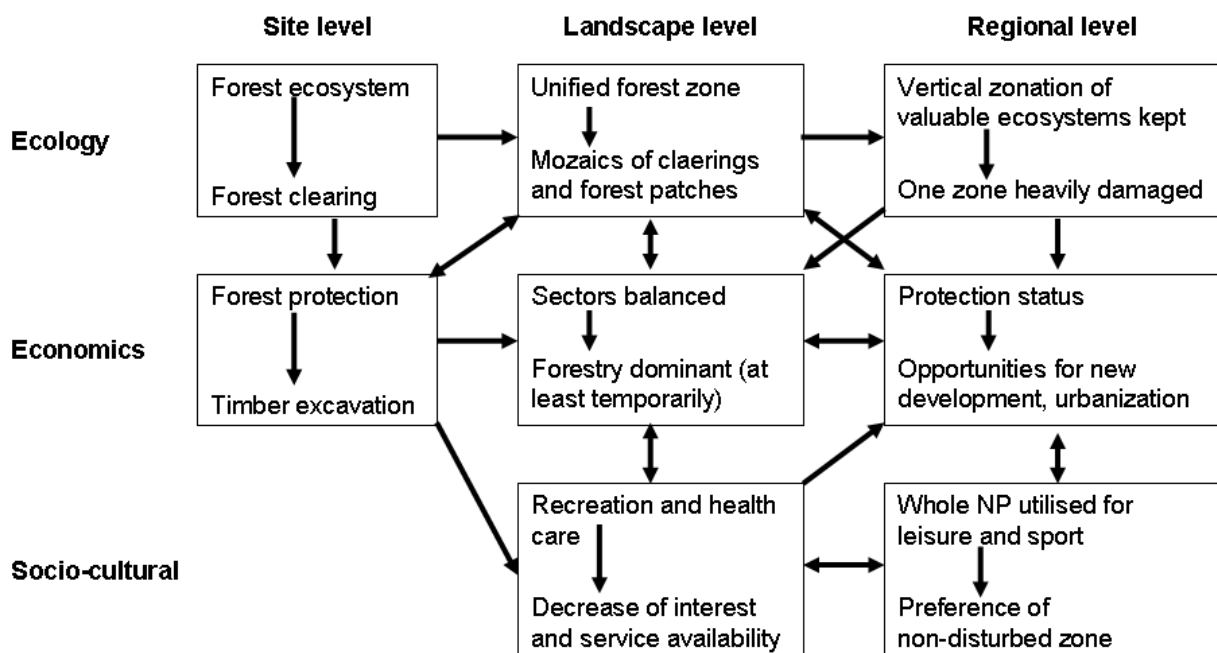 Site level
Landscape level
Regional level
Ecology
Forest ecosystem
Forest clearing
Unified forest zone
Mozaics of claerings
and forest patches
Vertical zonation of
valuable ecosystems kept
One zone heavily damaged
Economics
Forest protection
Timber excavation
Sectors balanced
Forestry dominant (at
least temporarily)
Protection status
Opportunities for new
development, urbanization
Socio-cultural
Recreation and health
care
Decrease of interest
and service availability
Whole NP utilised for
leisure and sport
Preference of
non-disturbed zone